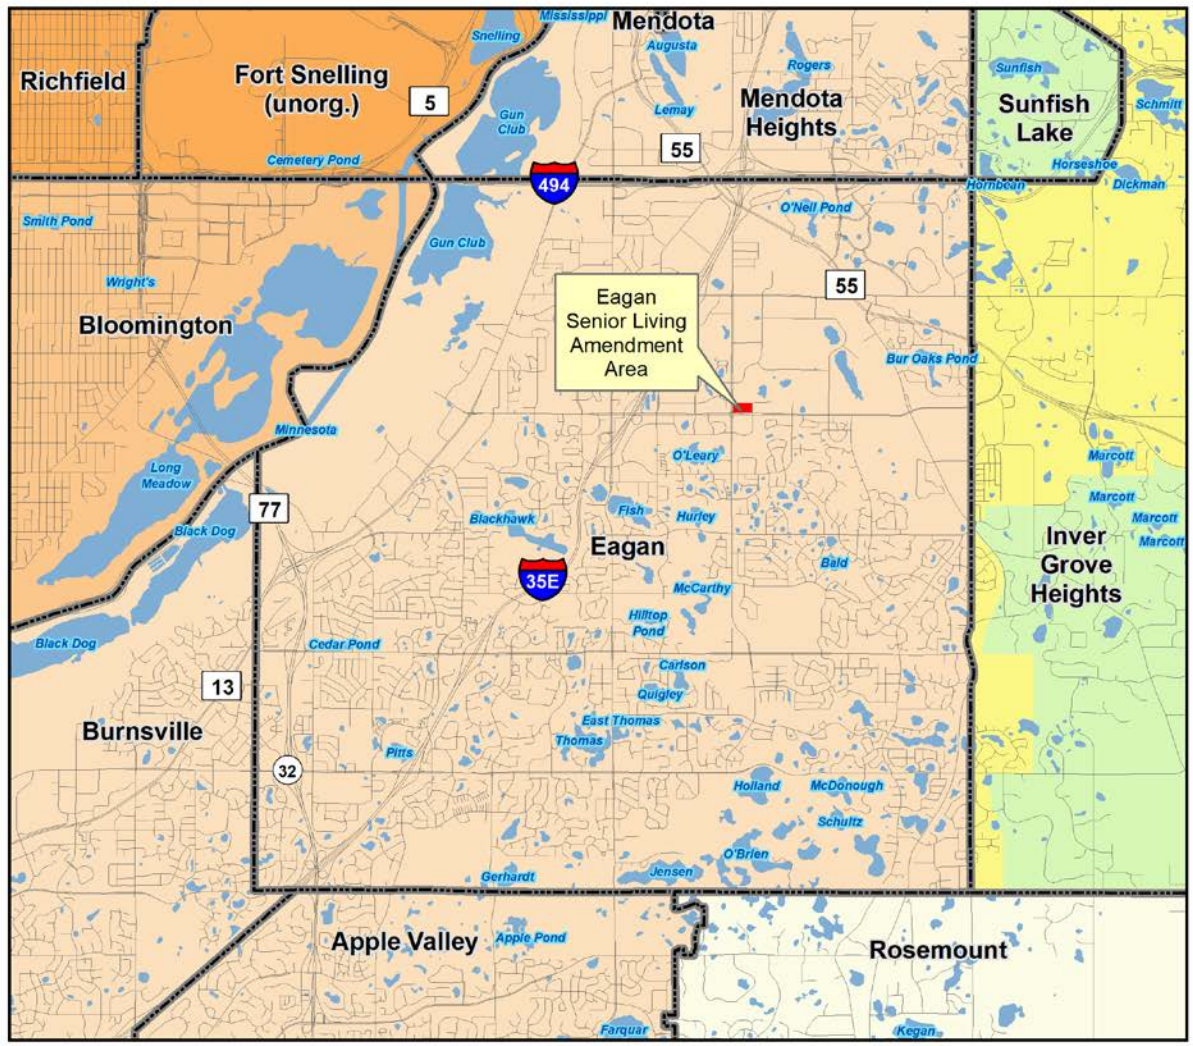 Mississippi
Mendota
Snelling
Augusta
Richfield
Fort Snelling
(unorg.)
5
Rogers
Sunfish
Gun
Club
Lemay
Mendota
Heights
Sunfish
Lake
Schmitt
55
Cemetery Pond
494
Horseshoe
Hornbean
Dickman
Smith Pond
O'Neil Pond
Gun Club
Wright's
55
Eagan
Senior Living
Amendment
Area
Bloomington
Bur Oaks Pond
Minnesota
Long
Meadow
O'Leary
Marcott
Marcott
77
Black Dog
Blackhawk
Fish
Hurley
Marcott
Marcott
Eagan
Inver
Grove
Heights
35E
Bald
McCarthy
Hilltop
Pond
Black Dog
Cedar Pond
Carlson
13
Quigley
Burnsville
East Thomas
Thomas
Pitts
32
Holland
McDonough
Schultz
O'Brien
Gerhardt
Jensen
Apple Valley
Apple Pond
Rosemount
Farquar
Kegan